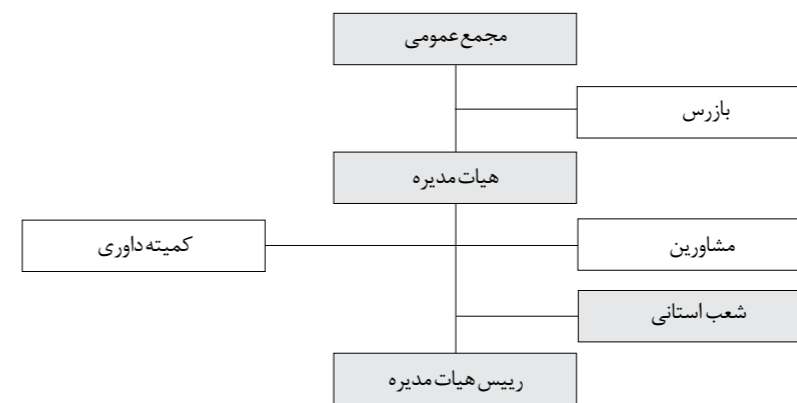 مجمع عمومی
بازرس
هیات مدیره
مشاورین
کمیته داوری
شعب استانی
رییس هیات مدیره